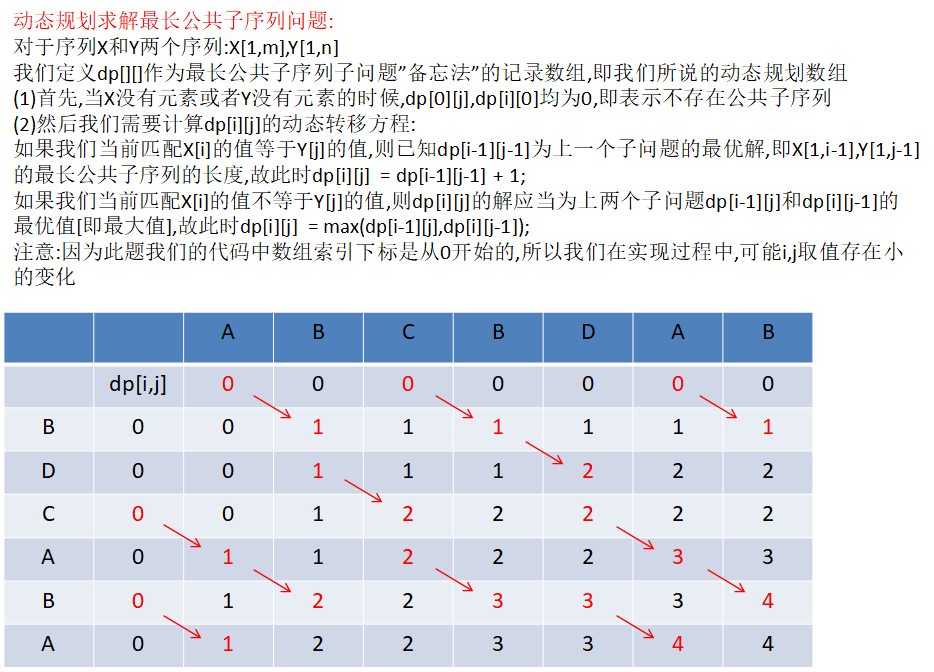 动态规划求解最长公共子序列问题:
对于序列X和Y两个序列:X[1,m],Y[1,n]
我们定义dp[][]作为最长公共子序列子问题”备忘法”的记录数组,即我们所说的动态规划数组
(1)首先,当X没有元素或者Y没有元素的时候,dp[0][j],dp[i][0]均为0,即表示不存在公共子序列
(2)然后我们需要计算dp[i][j]的动态转移方程:
如果我们当前匹配X[i]的值等于Y[j]的值,则已知dp[i-1][j-1]为上一个子问题的最优解,即X[1,i-1],Y[1,j-1]
的最长公共子序列的长度,故此时dp[i][j] = dp[i-1][j-1] + 1;
如果我们当前匹配X[i]的值不等于Y[j]的值,则dp[i][j]的解应当为上两个子问题dp[i-1][j]和dp[i][j-1]的
最优值[即最大值],故此时dp[i][j] = max(dp[i-1][j],dp[i][j-1]);
注意:因为此题我们的代码中数组索引下标是从0开始的,所以我们在实现过程中,可能i,j取值存在小
的变化
A B C B D A B
dp[i,j] 0 0 0 0 0 0 0
B 0 0 1 1 1 1 1 1
D 0 0 1 1 1 2 2 2
C 0 0 1 2 2 2 2 2
A 0 1 1 2 2 2 3 3
B 0 1 2 2 3 3 3 4
A 0 1 2 2 3 3 4 4